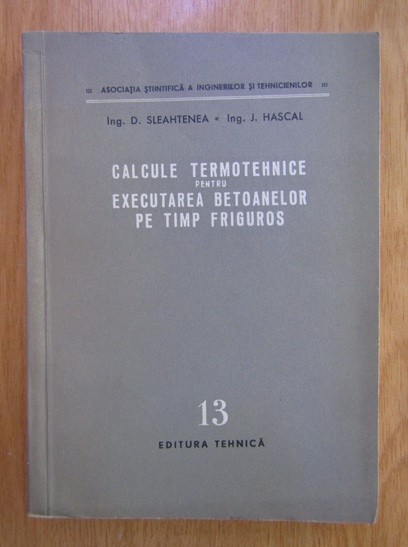 ASOCIAȚIA ȘTIINTIFICĂ A INGINERILOR ȘI TEHNICIENILOR
Ing. D. SLEAHTENEA • Ing. J. HASCAL
CALCULE TERMOTEHNICE
PENTRU
EXECUTAREA BETOANELOR
PE TIMP FRIGUROS
13
EDITURA TEHNICĂ